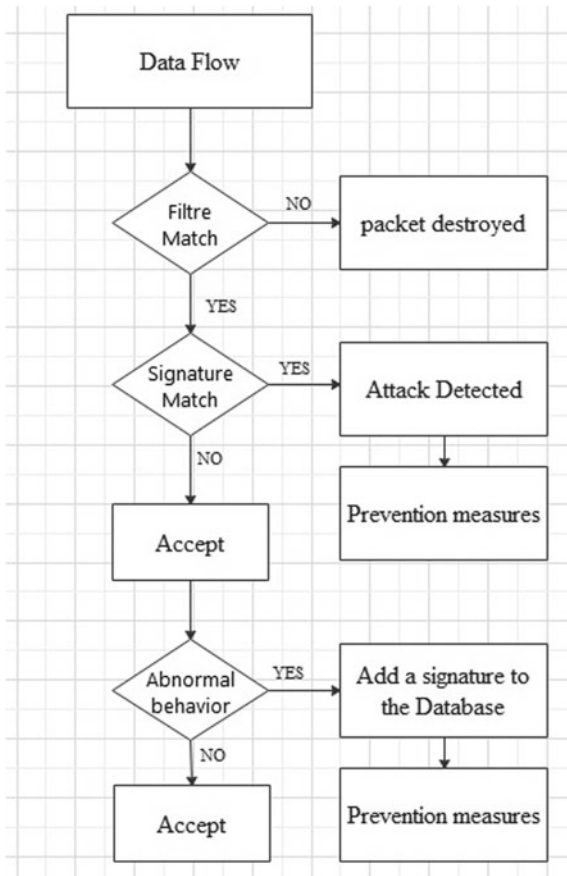 Data Flow
Filtre
Match
NO
packet destroyed
YES
Signature
Match
YES
Attack Detected
NO
Prevention measures
Accept
Abnormal
behavior
YES
Add a signature to
the Database
NO
Accept
Prevention measures